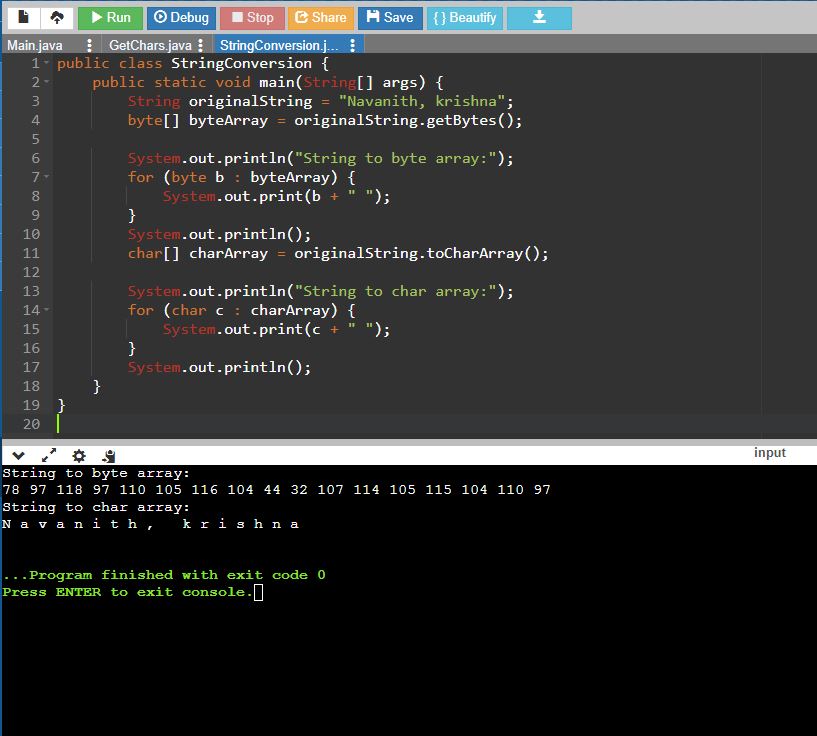 Run Debug Stop Share Save { } Beautify
Main.java GetChars.java StringConversion.j...
1 public class StringConversion {
2     public static void main(String[] args) {
3         String originalString = "Navanith, krishna";
4         byte[] byteArray = originalString.getBytes();
5
6         System.out.println("String to byte array:");
7         for (byte b : byteArray) {
8             System.out.print(b + " ");
9         }
10         System.out.println();
11         char[] charArray = originalString.toCharArray();
12
13         System.out.println("String to char array:");
14         for (char c : charArray) {
15             System.out.print(c + " ");
16         }
17         System.out.println();
18     }
19 }
20
input
String to byte array:
78 97 118 97 110 105 116 104 44 32 107 114 105 115 104 110 97
String to char array:
N a v a n i t h ,   k r i s h n a
...Program finished with exit code 0
Press ENTER to exit console.